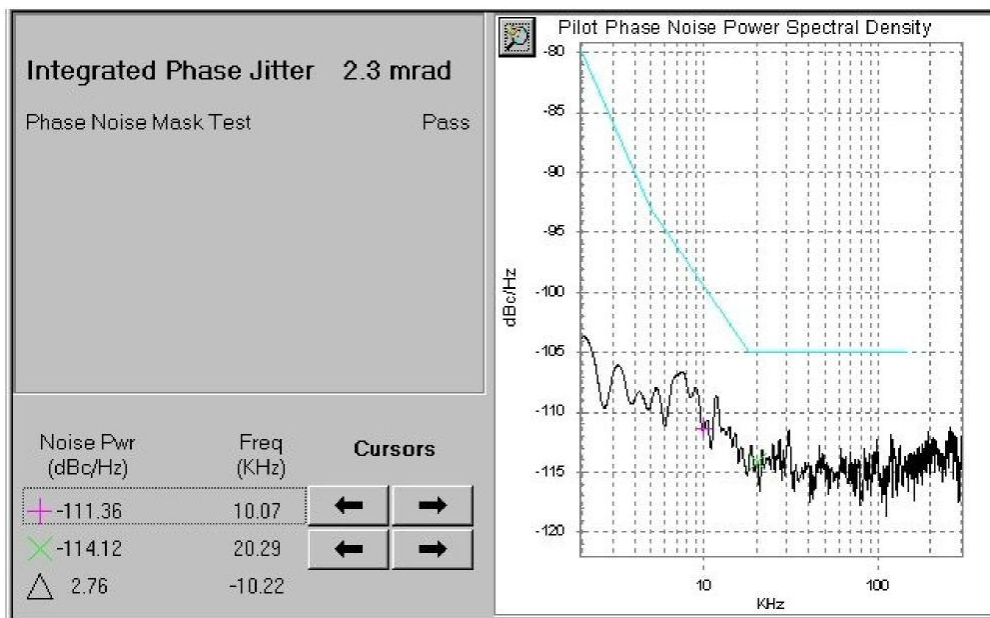 Integrated Phase Jitter 2.3 mrad
Phase Noise Mask Test Pass
Noise Pwr (dBc/Hz) Freq (KHz) Cursors
-111.36 10.07
-114.12 20.29
2.76 -10.22
Pilot Phase Noise Power Spectral Density
-80
-85
-90
-95
-100
-105
-110
-115
-120
dBc/Hz
10 100
KHz